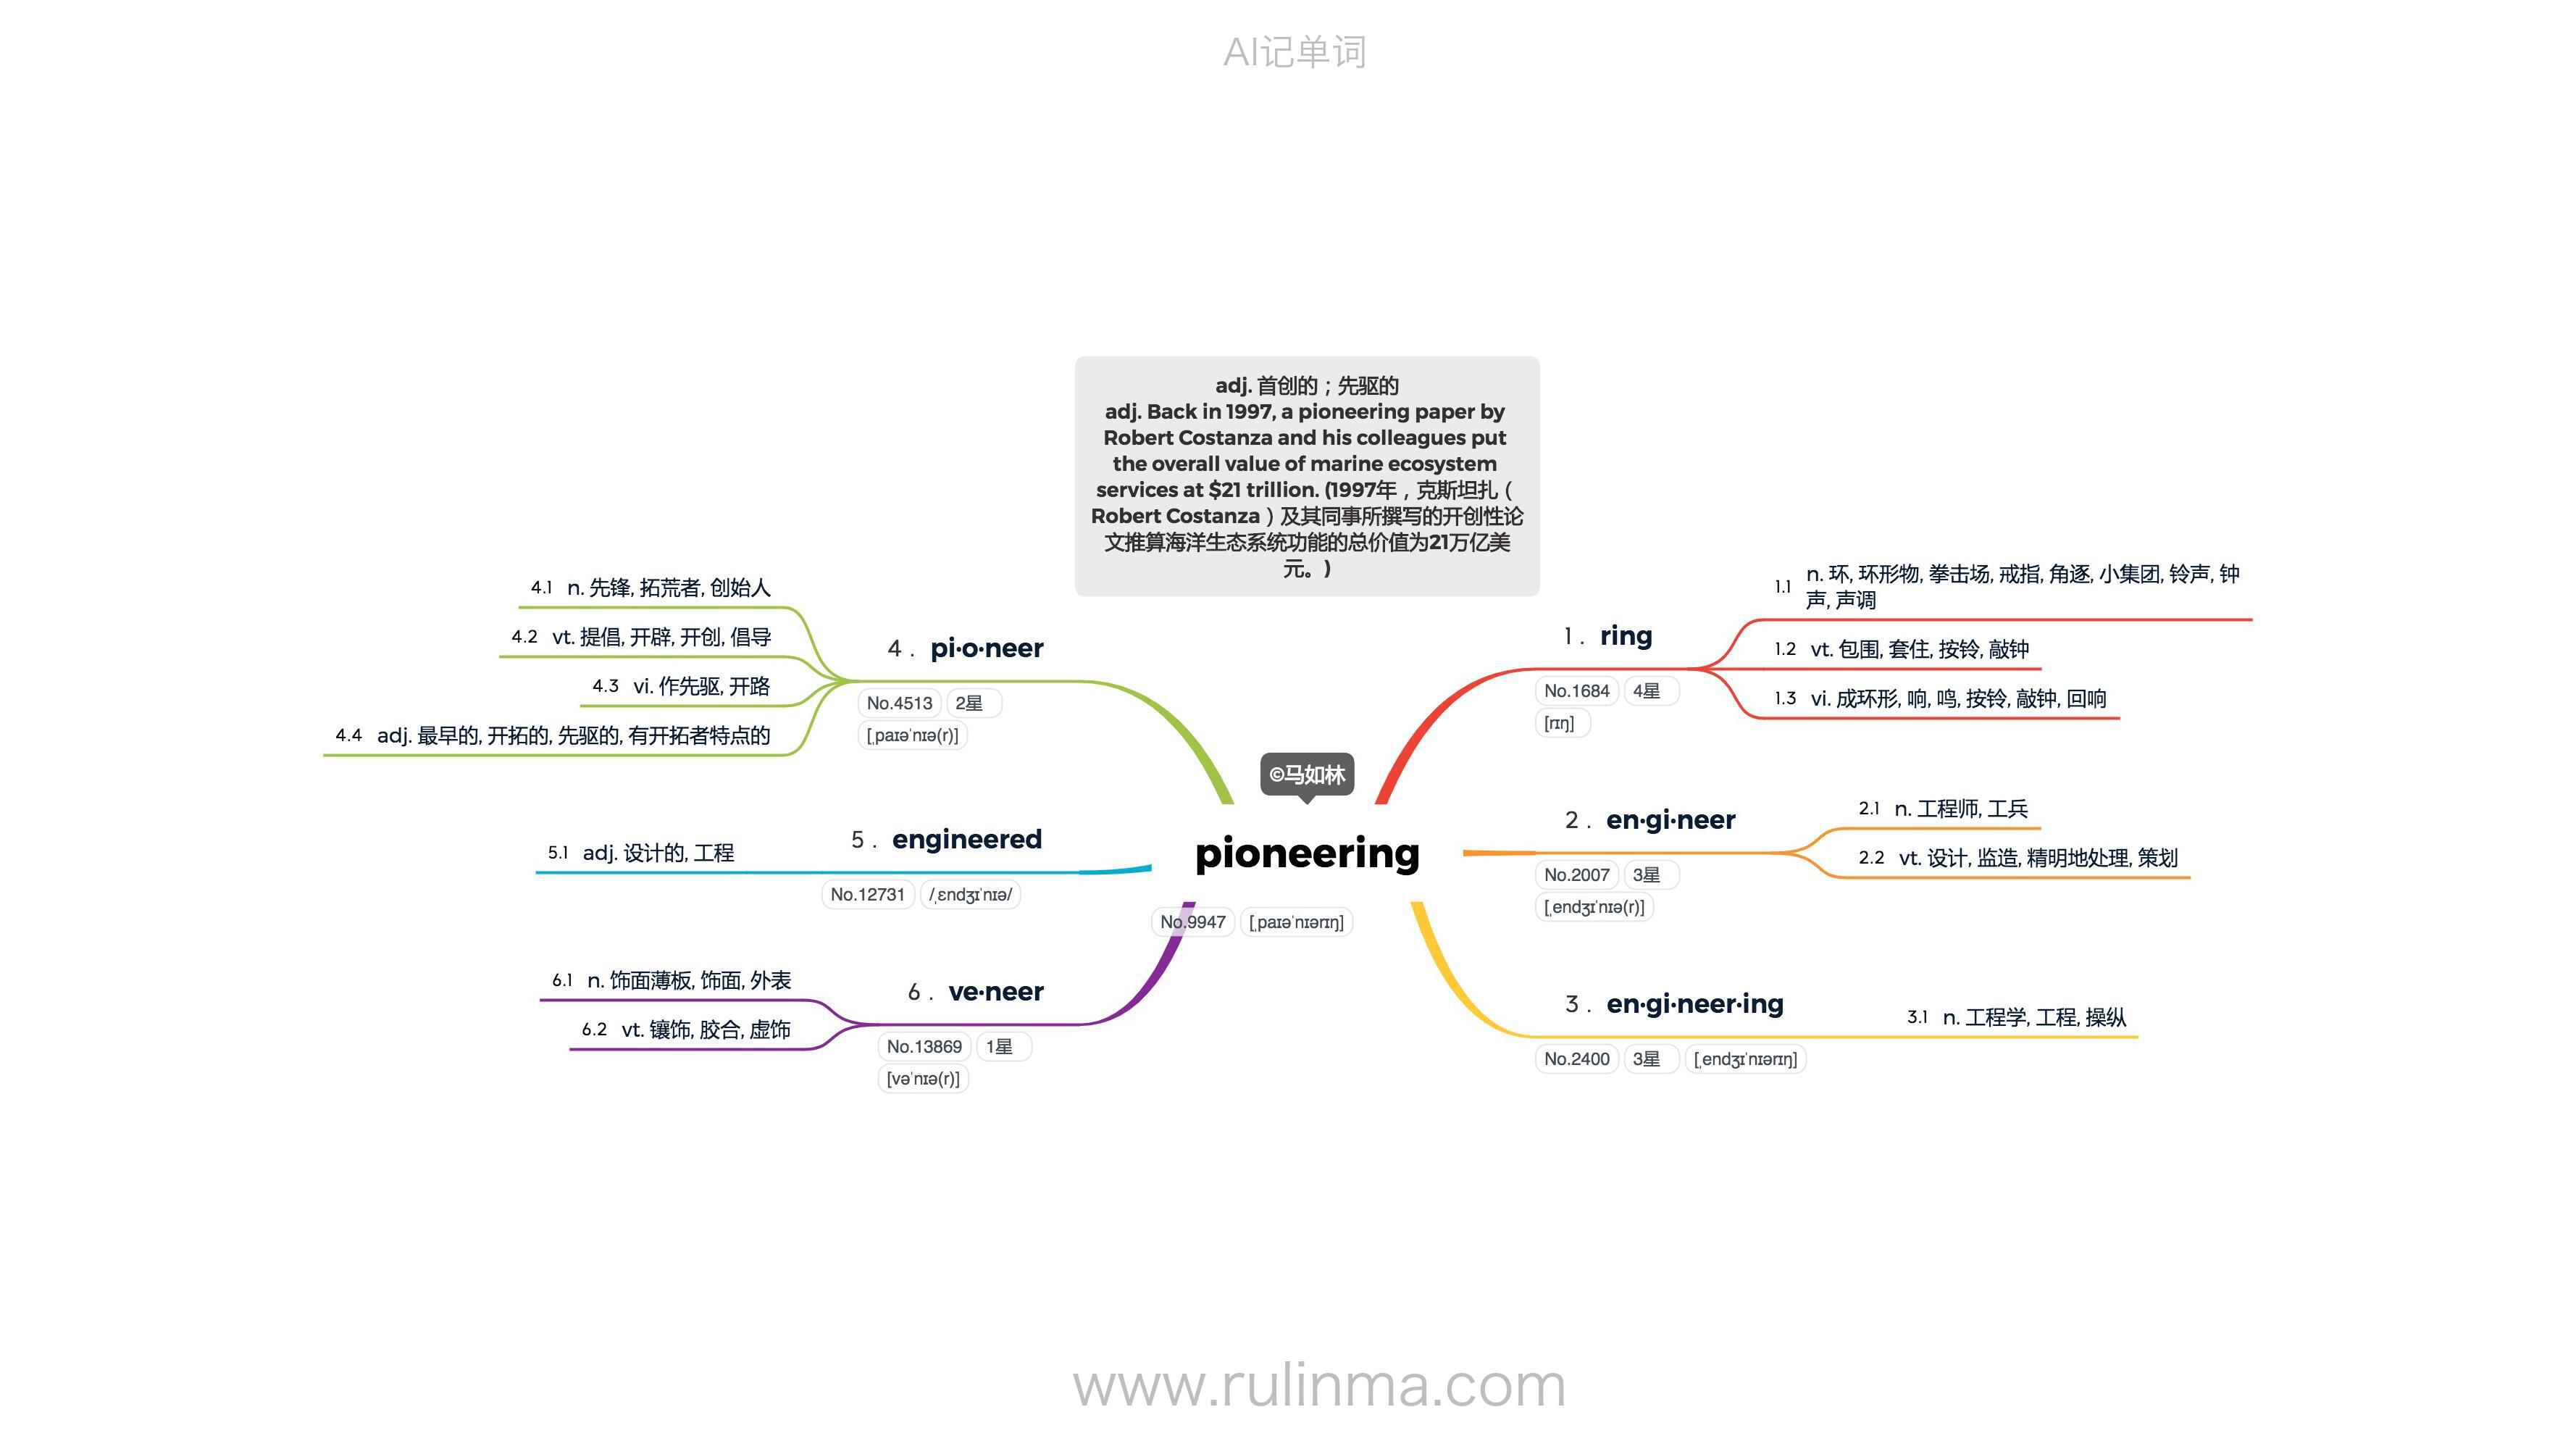 AI记单词
adj. 首创的；先驱的
adj. Back in 1997, a pioneering paper by
Robert Costanza and his colleagues put
the overall value of marine ecosystem
services at $21 trillion. (1997年，克斯坦扎（
Robert Costanza）及其同事所撰写的开创性论
文推算海洋生态系统功能的总价值为21万亿美
元。)
©马如林
pioneering
No.9947 [ˌpaɪəˈnɪərɪŋ]
1. ring
No.1684 4星
[rɪŋ]
1.1 n. 环, 环形物, 拳击场, 戒指, 角逐, 小集团, 铃声, 钟
声, 声调
1.2 vt. 包围, 套住, 按铃, 敲钟
1.3 vi. 成环形, 响, 鸣, 按铃, 敲钟, 回响
2. en·gi·neer
No.2007 3星
[ˌendʒɪˈnɪə(r)]
2.1 n. 工程师, 工兵
2.2 vt. 设计, 监造, 精明地处理, 策划
3. en·gi·neer·ing
No.2400 3星 [ˌendʒɪˈnɪərɪŋ]
3.1 n. 工程学, 工程, 操纵
4. pi·o·neer
No.4513 2星
[ˌpaɪəˈnɪə(r)]
4.1 n. 先锋, 拓荒者, 创始人
4.2 vt. 提倡, 开辟, 开创, 倡导
4.3 vi. 作先驱, 开路
4.4 adj. 最早的, 开拓的, 先驱的, 有开拓者特点的
5. engineered
No.12731 /ˌɛndʒɪˈnɪə/
5.1 adj. 设计的, 工程
6. ve·neer
No.13869 1星
[vəˈnɪə(r)]
6.1 n. 饰面薄板, 饰面, 外表
6.2 vt. 镶饰, 胶合, 虚饰
www.rulinma.com